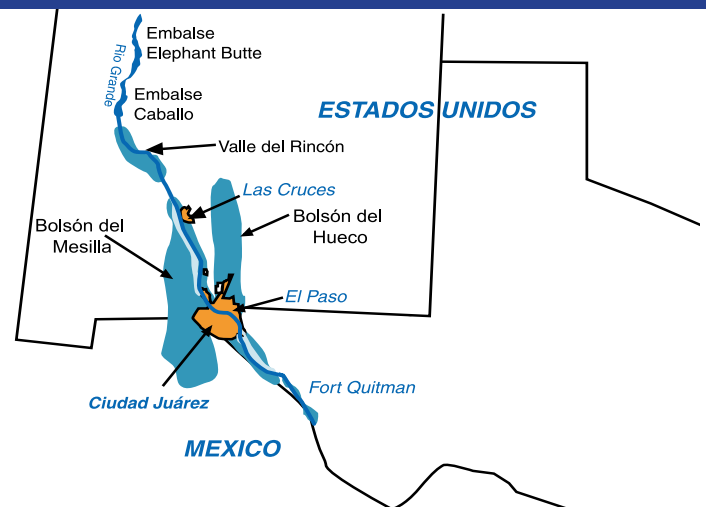 Embalse
Elephant Butte
Rio Grande
Embalse
Caballo
ESTADOS UNIDOS
Valle del Rincón
Las Cruces
Bolsón del
Mesilla
Bolsón del
Hueco
El Paso
Fort Quitman
Ciudad Juárez
MEXICO